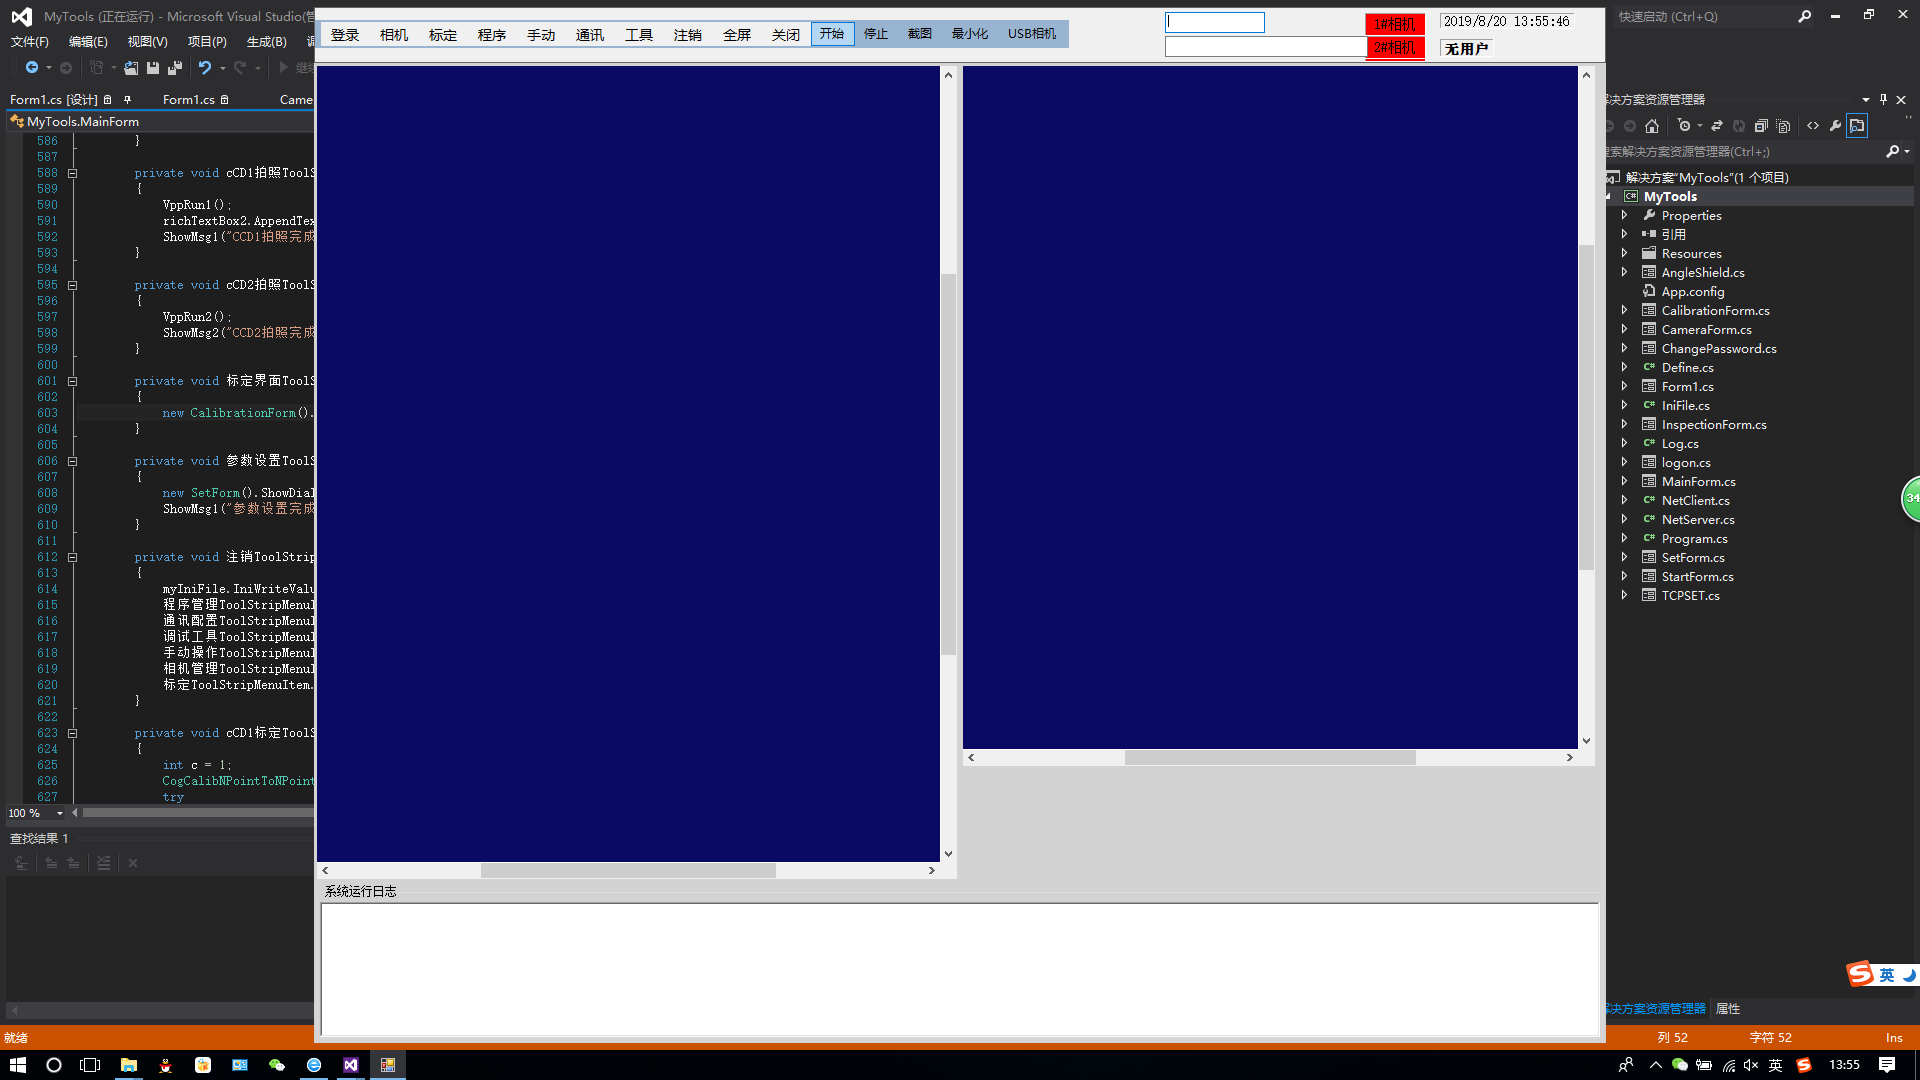 MyTools (正在运行) - Microsoft Visual Studio(管
快速启动 (Ctrl+Q)
文件(F) 编辑(E) 视图(V) 项目(P) 生成(B)
登录 相机 标定 程序 手动 通讯 工具 注销 全屏 关闭 开始 停止 截图 最小化 USB相机
1#相机
2#相机
2019/8/20 13:55:46
无用户
Form1.cs [设计] Form1.cs Came
MyTools.MainForm
586 }
587
588 private void cCD1拍照ToolS
589 {
590 VppRun1();
591 richTextBox2.AppendTex
592 ShowMsg1("CCD1拍照完成
593 }
594
595 private void cCD2拍照ToolS
596 {
597 VppRun2();
598 ShowMsg2("CCD2拍照完成
599 }
600
601 private void 标定界面ToolS
602 {
603 new CalibrationForm().
604 }
605
606 private void 参数设置ToolS
607 {
608 new SetForm().ShowDial
609 ShowMsg1("参数设置完成
610 }
611
612 private void 注销ToolStrip
613 {
614 myIniFile.IniWriteValu
615 程序管理ToolStripMenuI
616 通讯配置ToolStripMenuI
617 调试工具ToolStripMenuI
618 手动操作ToolStripMenuI
619 相机管理ToolStripMenuI
620 标定ToolStripMenuItem.
621 }
622
623 private void cCD1标定ToolS
624 {
625 int c = 1;
626 CogCalibNPointToNPoint
627 try
100 %
查找结果 1
系统运行日志
解决方案资源管理器
搜索解决方案资源管理器(Ctrl+;)
解决方案"MyTools"(1 个项目)
MyTools
Properties
引用
Resources
AngleShield.cs
App.config
CalibrationForm.cs
CameraForm.cs
ChangePassword.cs
Define.cs
Form1.cs
IniFile.cs
InspectionForm.cs
Log.cs
logon.cs
MainForm.cs
NetClient.cs
NetServer.cs
Program.cs
SetForm.cs
StartForm.cs
TCPSET.cs
34
英
解决方案资源管理器 属性
就绪 列 52 字符 52 Ins
英 13:55